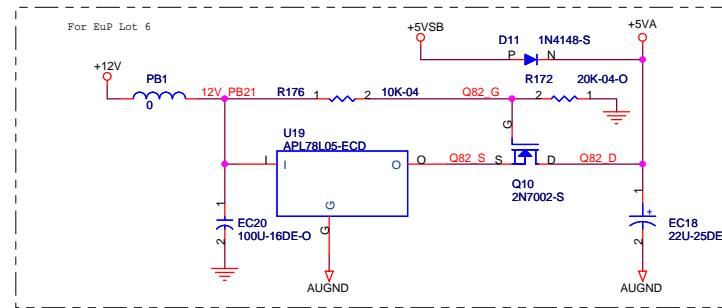 For EuP Lot 6
+5VSB
+5VA
D11
1N4148-S
P
N
+12V
PB1
0
12V_PB21
R176
1
2
10K-04
Q82_G
R172
20K-04-O
2
1
U19
APL78L05-ECD
G
I
I
O
O
Q82_S
S
D
Q82_D
Q10
2N7002-S
G
G
1
2
EC20
100U-16DE-O
1
+
2
EC18
22U-25DE
AUGND
AUGND